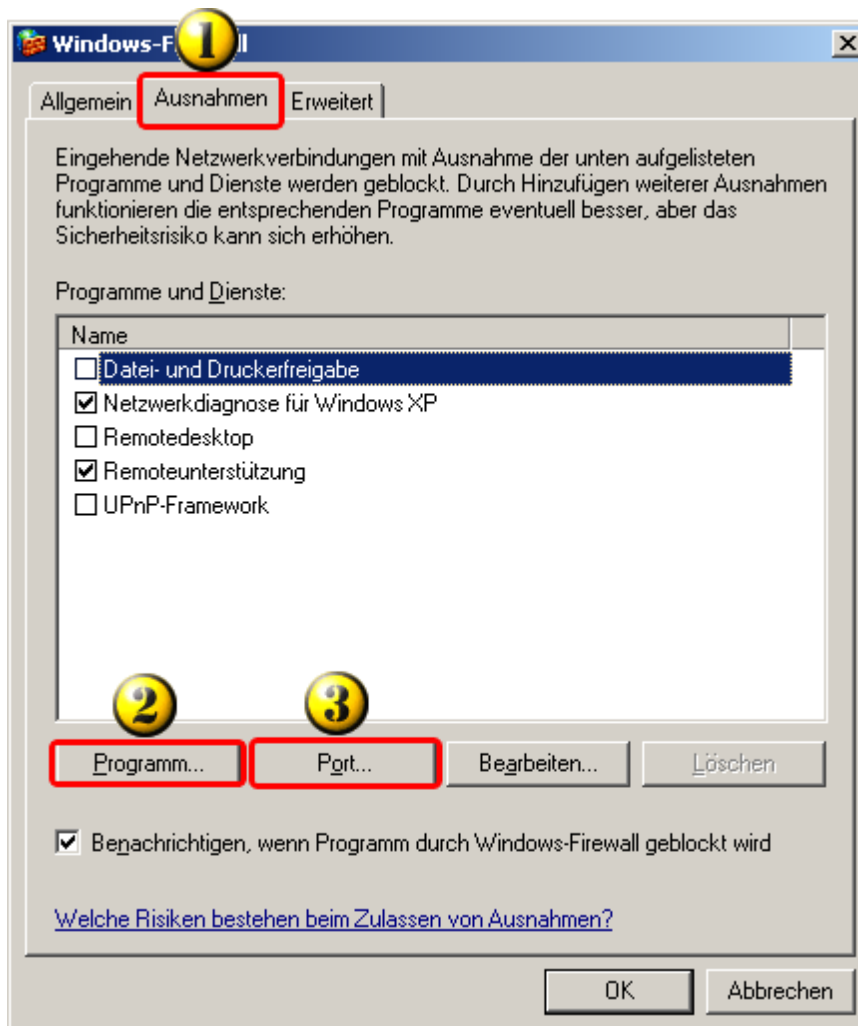 1
Windows-F ll
Allgemein Ausnahmen Erweitert
Eingehende Netzwerkverbindungen mit Ausnahme der unten aufgelisteten
Programme und Dienste werden geblockt. Durch Hinzufügen weiterer Ausnahmen
funktionieren die entsprechenden Programme eventuell besser, aber das
Sicherheitsrisiko kann sich erhöhen.
Programme und Dienste:
Name
Datei- und Druckerfreigabe
Netzwerkdiagnose für Windows XP
Remotedesktop
Remoteunterstützung
UPnP-Framework
2 3
Programm... Port... Bearbeiten... Löschen
Benachrichtigen, wenn Programm durch Windows-Firewall geblockt wird
Welche Risiken bestehen beim Zulassen von Ausnahmen?
OK Abbrechen